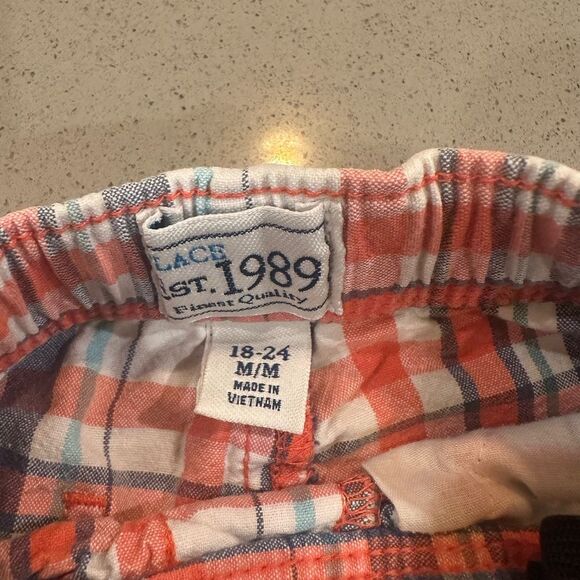 LACE
EST. 1989
Finest Quality
18-24
M/M
MADE IN
VIETNAM